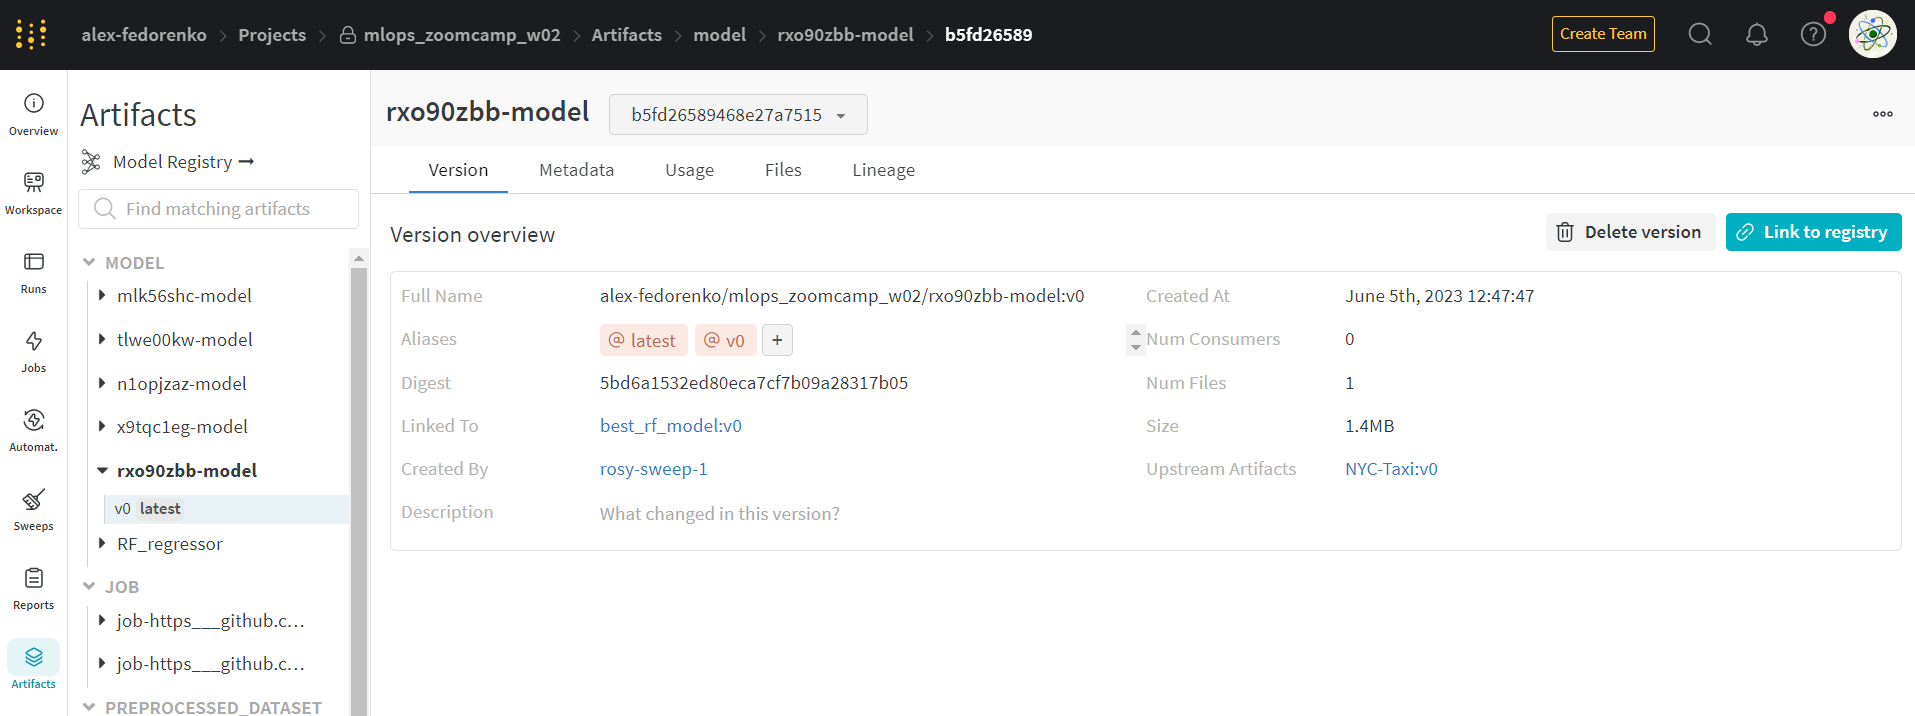 alex-fedorenko > Projects > mlops_zoomcamp_w02 > Artifacts > model > rxo90zbb-model > b5fd26589
Create Team
Overview
Workspace
Runs
Jobs
Automat.
Sweeps
Reports
Artifacts
Artifacts
Model Registry →
Find matching artifacts
MODEL
mlk56shc-model
tlwe00kw-model
n1opjzaz-model
x9tqc1eg-model
rxo90zbb-model
v0 latest
RF_regressor
JOB
job-https___github.c...
job-https___github.c...
PREPROCESSED_DATASET
rxo90zbb-model b5fd26589468e27a7515
Version Metadata Usage Files Lineage
Version overview
Delete version
Link to registry
Full Name alex-fedorenko/mlops_zoomcamp_w02/rxo90zbb-model:v0
Aliases @ latest @ v0 +
Digest 5bd6a1532ed80eca7cf7b09a28317b05
Linked To best_rf_model:v0
Created By rosy-sweep-1
Description What changed in this version?
Created At June 5th, 2023 12:47:47
Num Consumers 0
Num Files 1
Size 1.4MB
Upstream Artifacts NYC-Taxi:v0